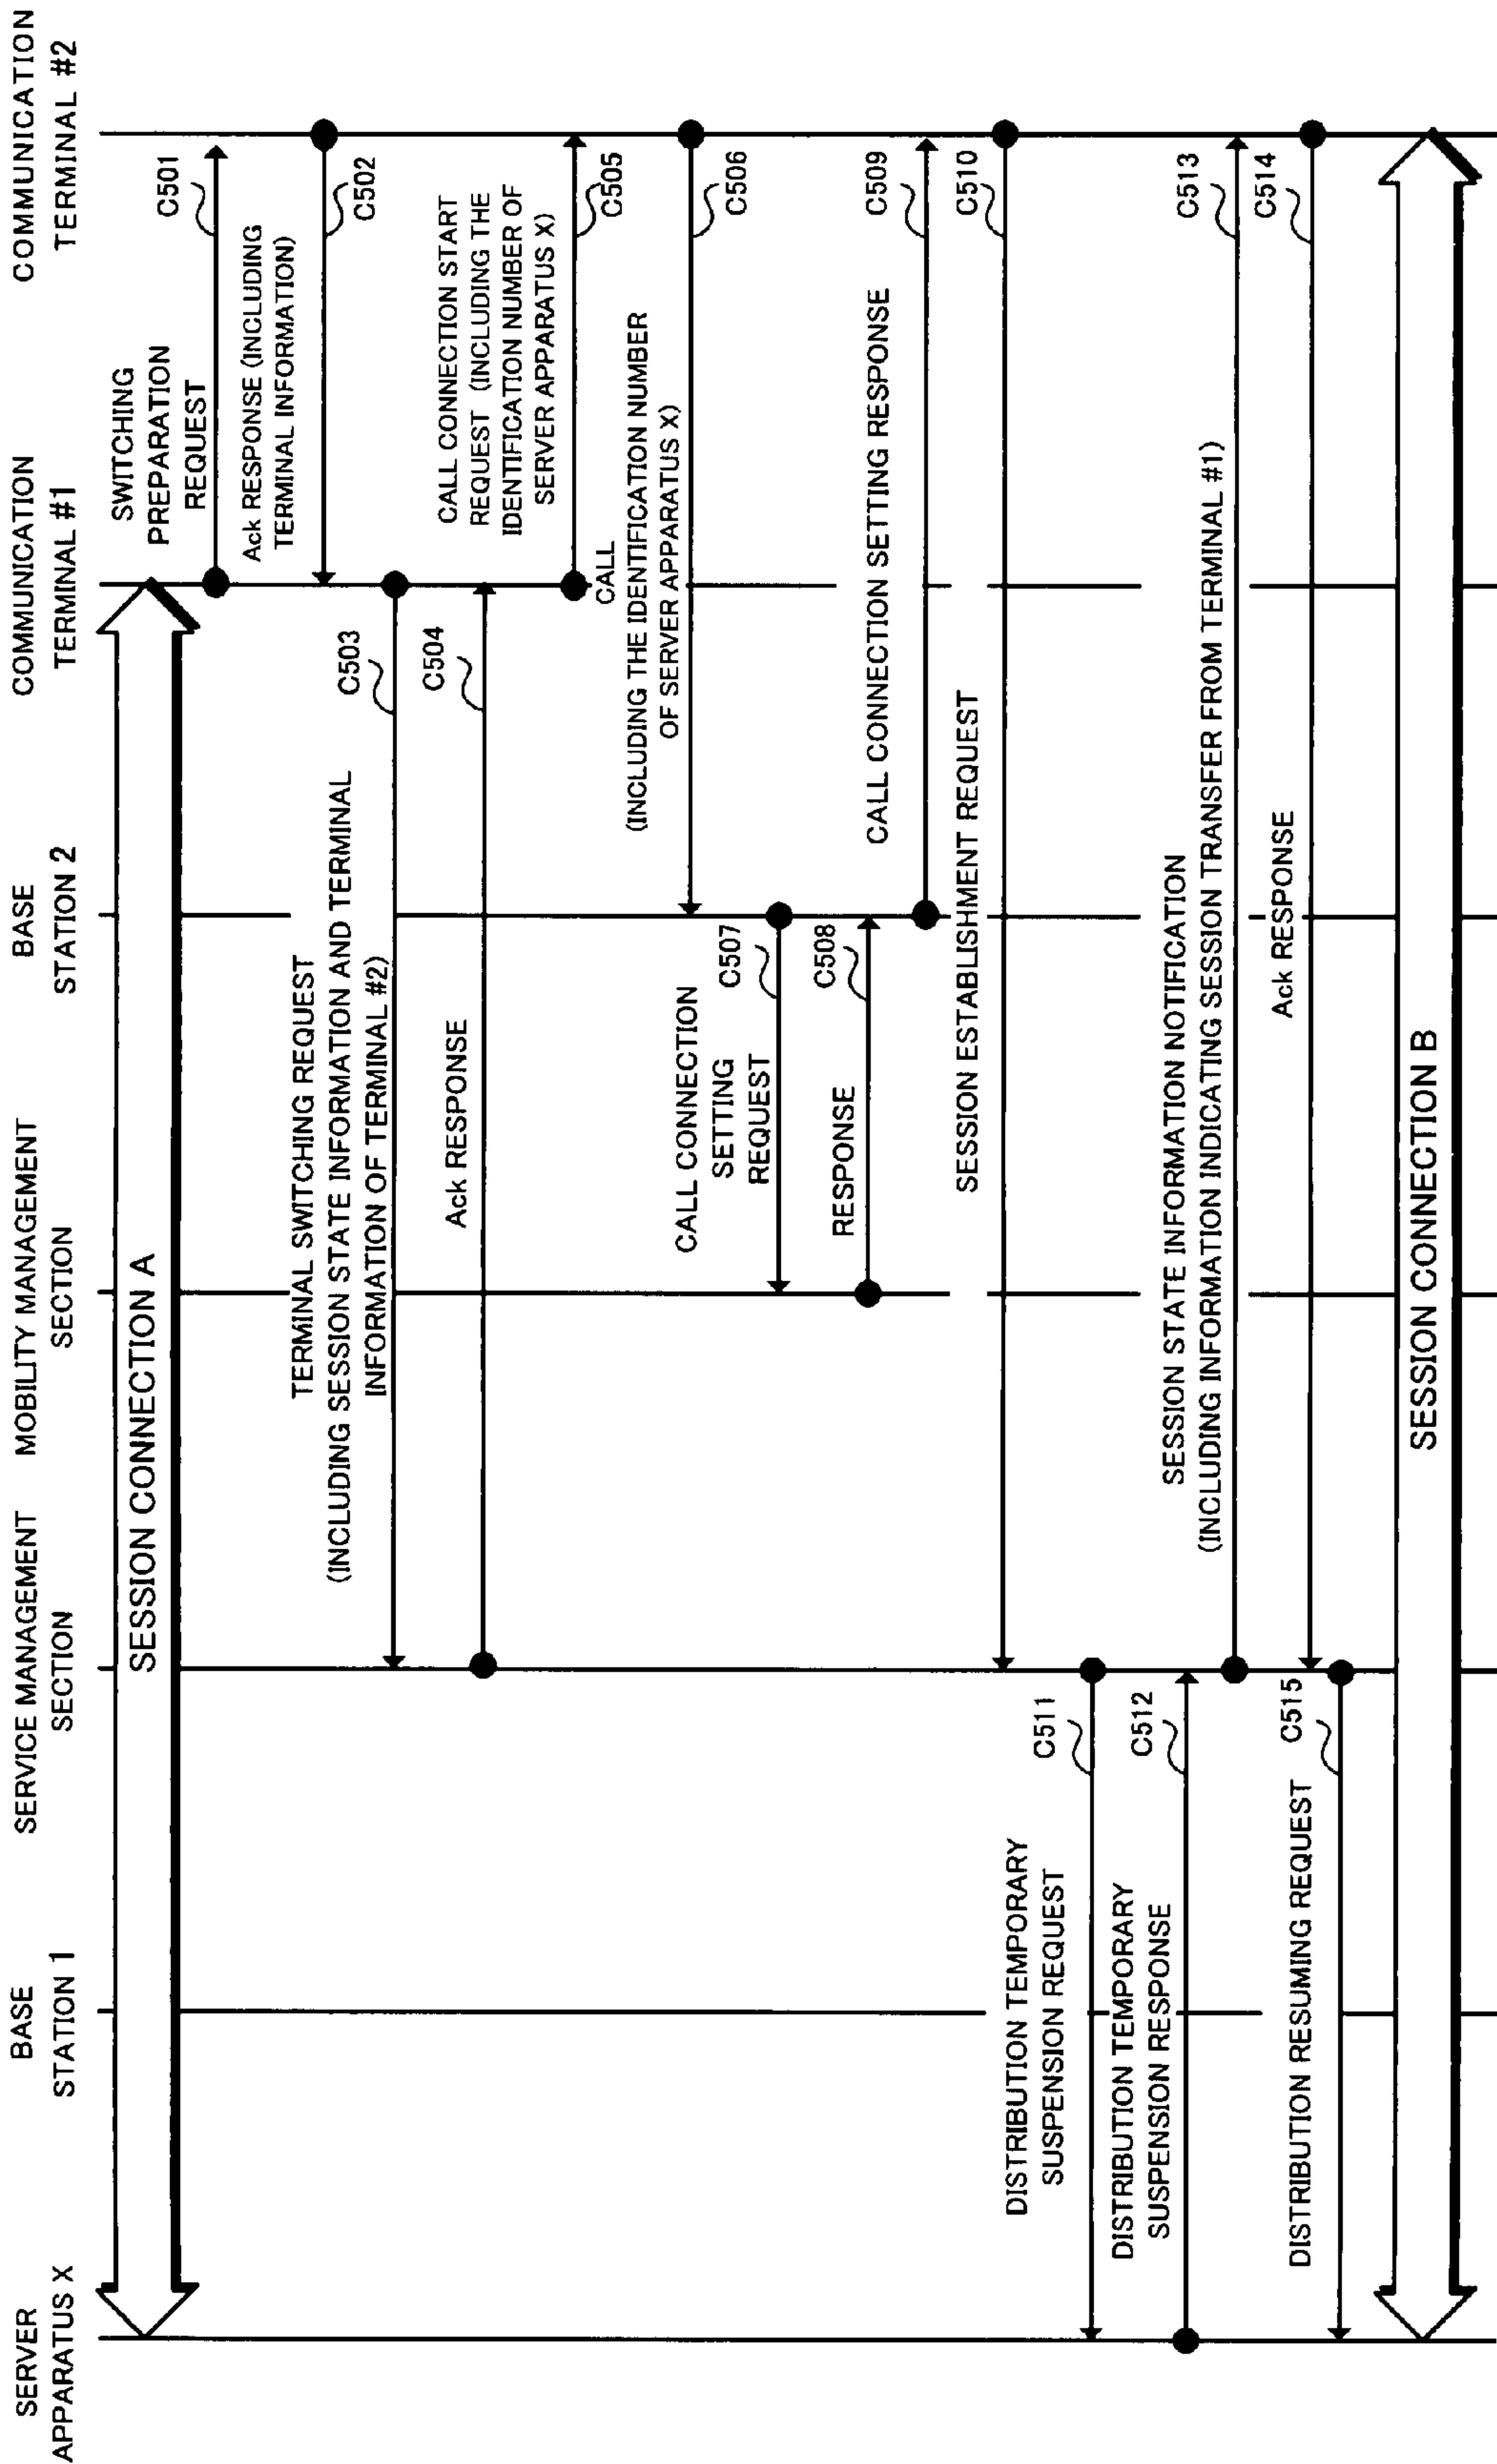 SERVER
APPARATUS X
BASE
STATION 1
SERVICE MANAGEMENT
SECTION
MOBILITY MANAGEMENT
SECTION
BASE
STATION 2
COMMUNICATION
TERMINAL #1
COMMUNICATION
TERMINAL #2
SESSION CONNECTION A
SWITCHING
PREPARATION
REQUEST
C501
Ack RESPONSE (INCLUDING
TERMINAL INFORMATION)
C502
TERMINAL SWITCHING REQUEST
(INCLUDING SESSION STATE INFORMATION AND TERMINAL
INFORMATION OF TERMINAL #2)
C503
Ack RESPONSE
C504
CALL CONNECTION START
REQUEST (INCLUDING THE
IDENTIFICATION NUMBER OF
SERVER APPARATUS X)
C505
CALL
(INCLUDING THE IDENTIFICATION NUMBER
OF SERVER APPARATUS X)
C506
CALL CONNECTION
SETTING
REQUEST
C507
RESPONSE
C508
CALL CONNECTION SETTING RESPONSE
C509
SESSION ESTABLISHMENT REQUEST
C510
DISTRIBUTION TEMPORARY
SUSPENSION REQUEST
C511
DISTRIBUTION TEMPORARY
SUSPENSION RESPONSE
C512
SESSION STATE INFORMATION NOTIFICATION
(INCLUDING INFORMATION INDICATING SESSION TRANSFER FROM TERMINAL #1)
C513
Ack RESPONSE
C514
DISTRIBUTION RESUMING REQUEST
C515
SESSION CONNECTION B